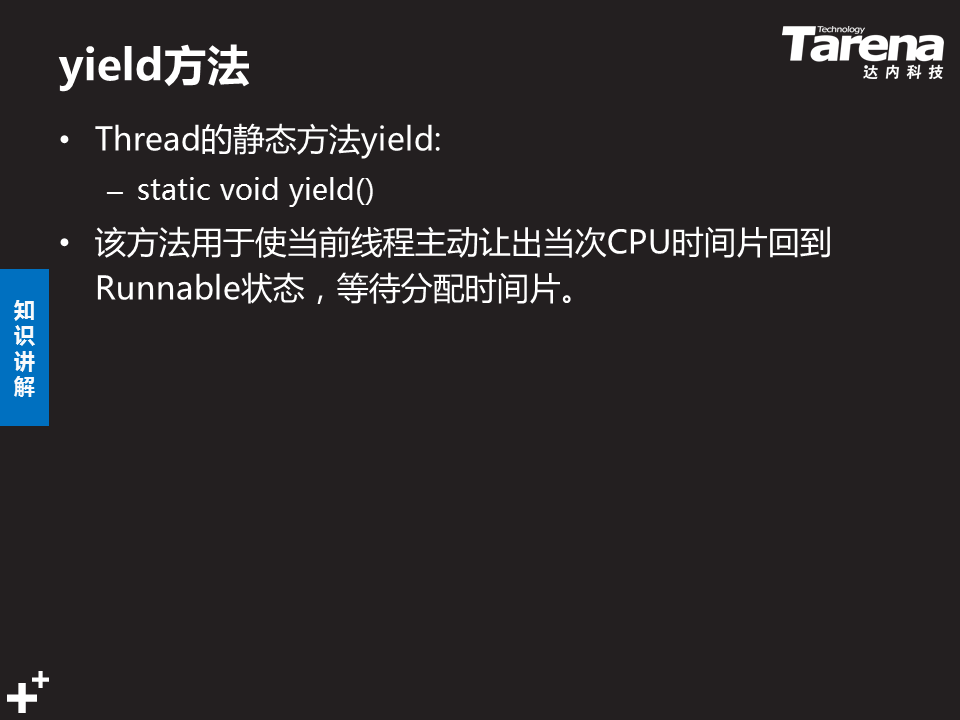 yield方法
Technology
Tarena
达内科技
• Thread的静态方法yield:
– static void yield()
• 该方法用于使当前线程主动让出当次CPU时间片回到
Runnable状态，等待分配时间片。
知
识
讲
解